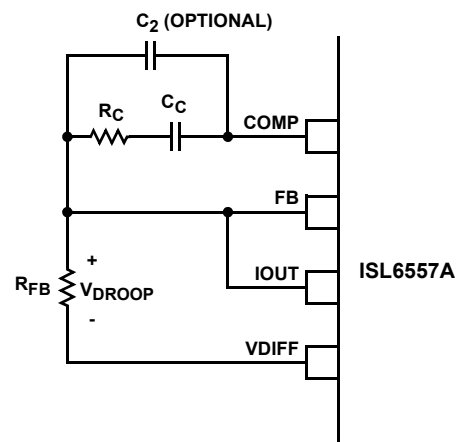 C2 (OPTIONAL)
RC
CC
COMP
FB
+
RFB
VDROOP
-
IOUT
ISL6557A
VDIFF